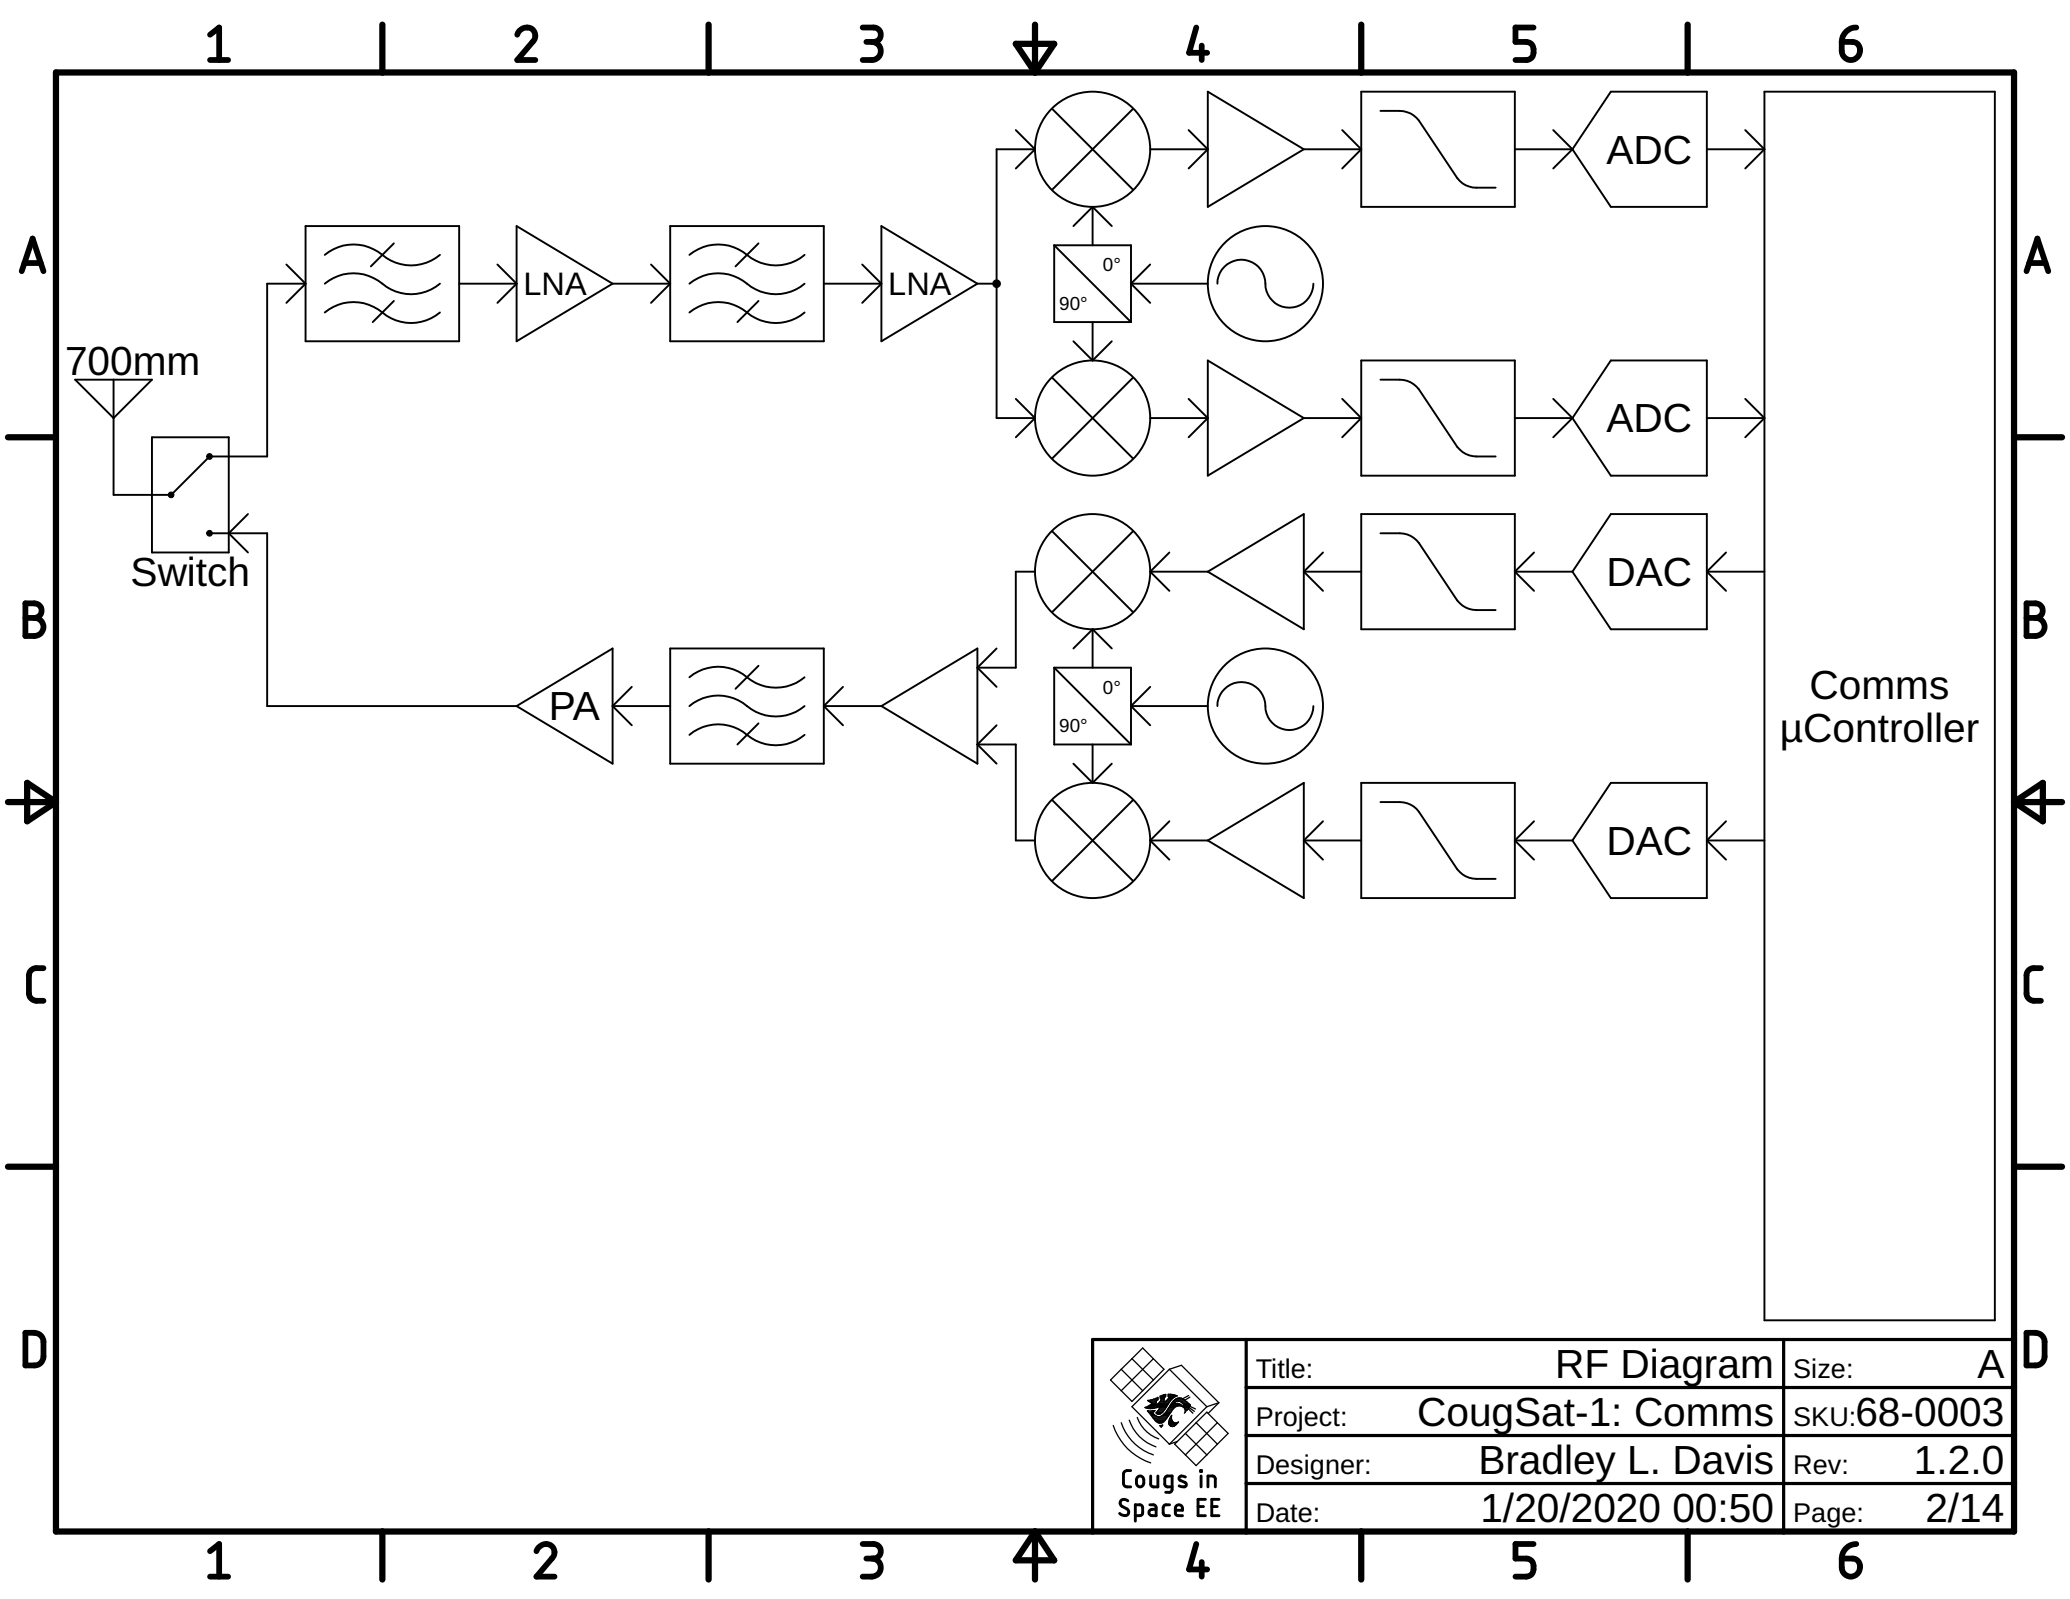 1 2 3 4 5 6
A
A
ADC
LNA
LNA
0°
90°
700mm
ADC
Switch
B
B
DAC
PA
0°
90°
Comms
µController
DAC
C
C
D
D
Title: RF Diagram Size: A
Project: CougSat-1: Comms SKU:68-0003
Designer: Bradley L. Davis Rev: 1.2.0
Date: 1/20/2020 00:50 Page: 2/14
Cougs in
Space EE
1 2 3 4 5 6